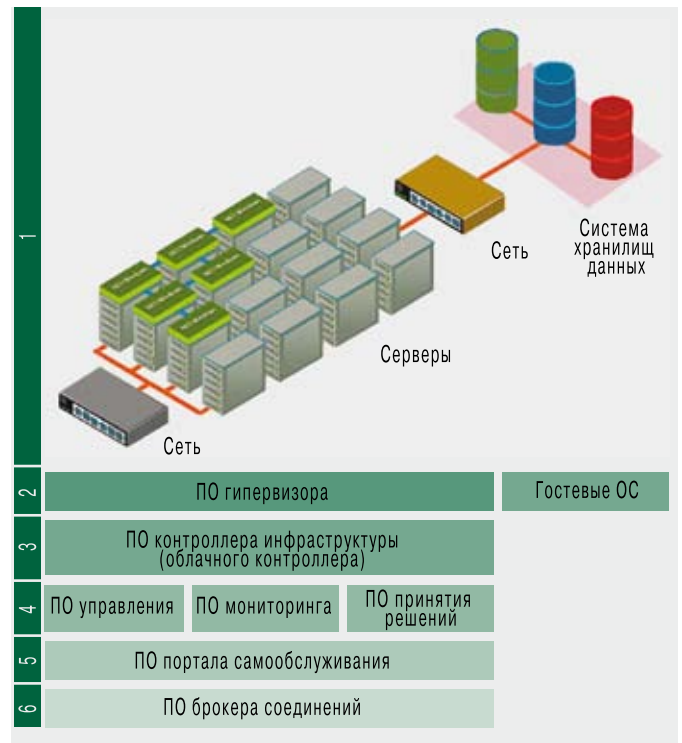 1
Сеть
Система
хранилищ
данных
Серверы
Сеть
2
ПО гипервизора
Гостевые ОС
3
ПО контроллера инфраструктуры
(облачного контроллера)
4
ПО управления
ПО мониторинга
ПО принятия
решений
5
ПО портала самообслуживания
6
ПО брокера соединений